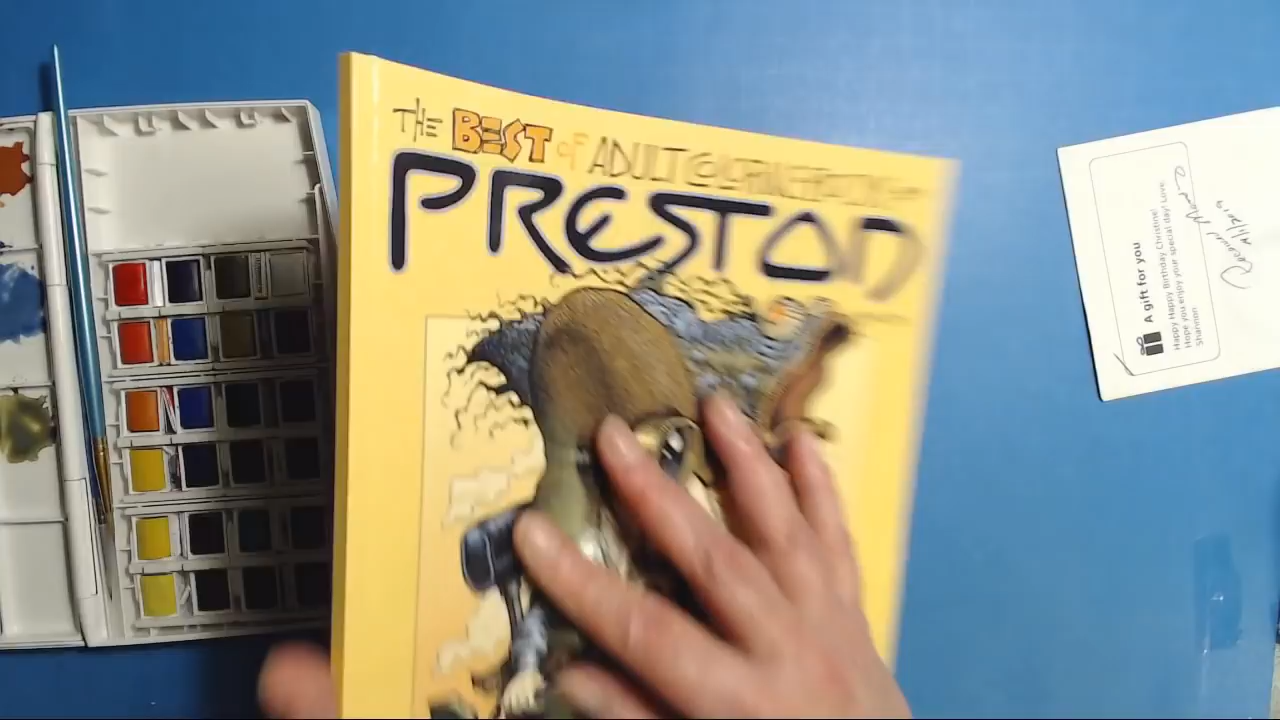 THE BEST of ADULT
PRESTON
A gift for you
Happy Happy Birthday Christine!
Hope you enjoy your special day! Love
Shannon